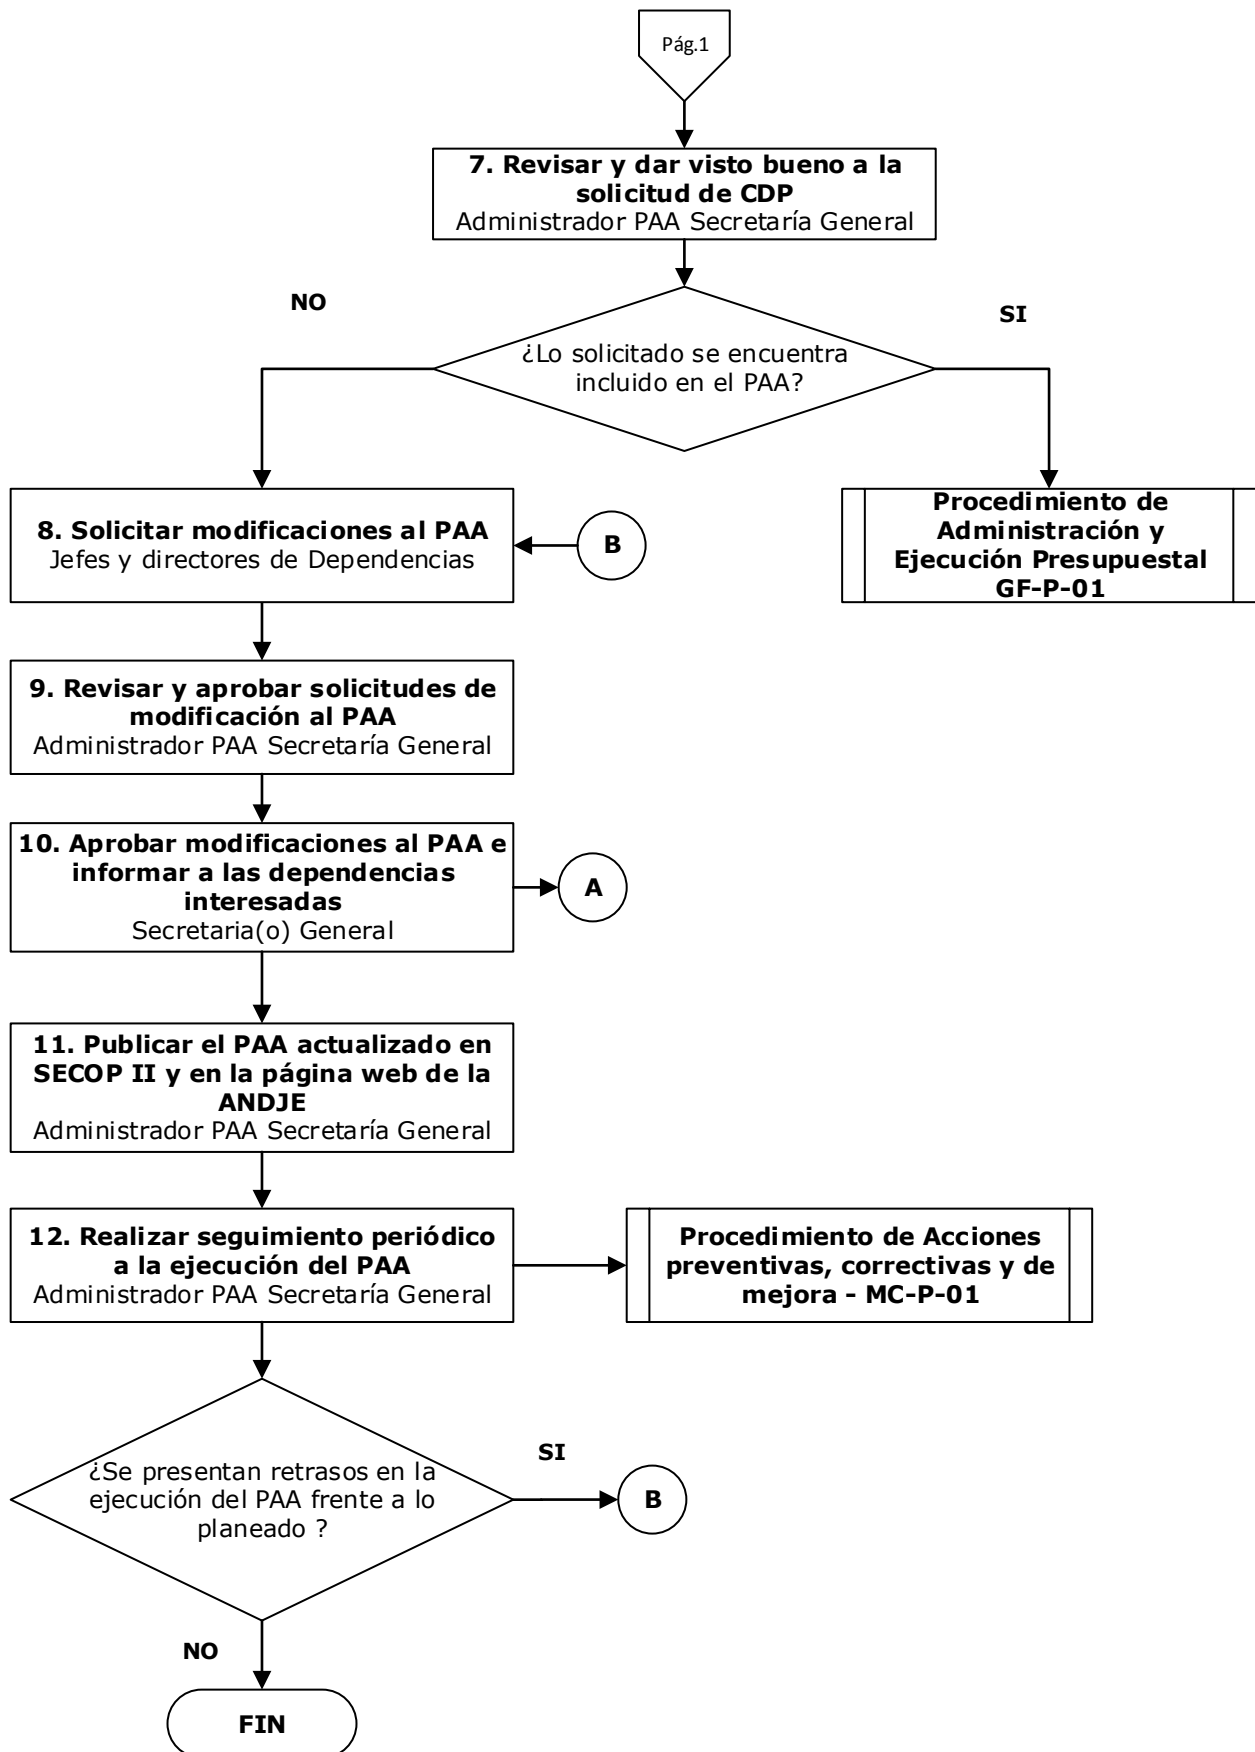 Pág.1
7. Revisar y dar visto bueno a la
solicitud de CDP
Administrador PAA Secretaría General
NO
SI
¿Lo solicitado se encuentra
incluido en el PAA?
8. Solicitar modificaciones al PAA
Jefes y directores de Dependencias
B
Procedimiento de
Administración y
Ejecución Presupuestal
GF-P-01
9. Revisar y aprobar solicitudes de
modificación al PAA
Administrador PAA Secretaría General
10. Aprobar modificaciones al PAA e
informar a las dependencias
interesadas
Secretaria(o) General
A
11. Publicar el PAA actualizado en
SECOP II y en la página web de la
ANDJE
Administrador PAA Secretaría General
12. Realizar seguimiento periódico
a la ejecución del PAA
Administrador PAA Secretaría General
Procedimiento de Acciones
preventivas, correctivas y de
mejora - MC-P-01
¿Se presentan retrasos en la
ejecución del PAA frente a lo
planeado ?
SI
B
NO
FIN